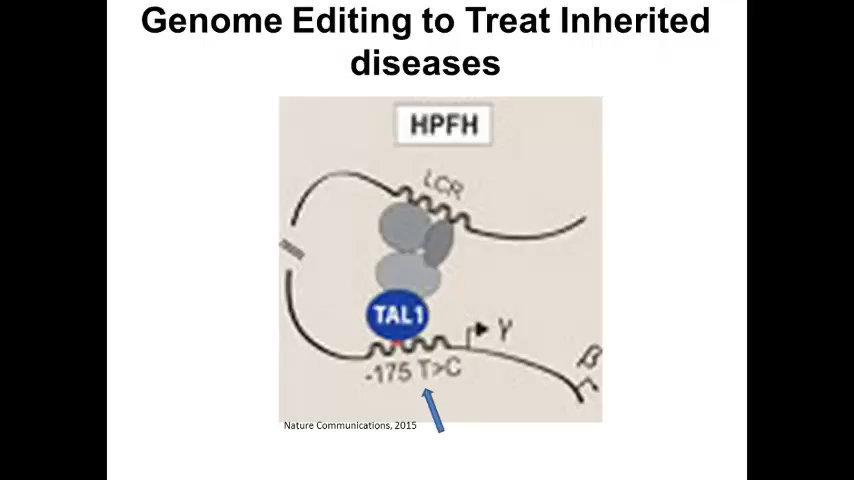 Genome Editing to Treat Inherited
diseases
HPFH
LCR
TAL1
γ
-175 T>C
β
Nature Communications, 2015